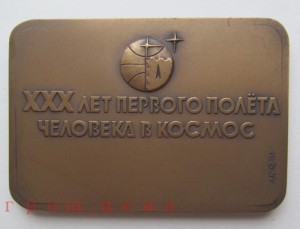 XXX ЛЕТ ПЕРВОГО ПОЛЁТА
ЧЕЛОВЕКА В КОСМОС